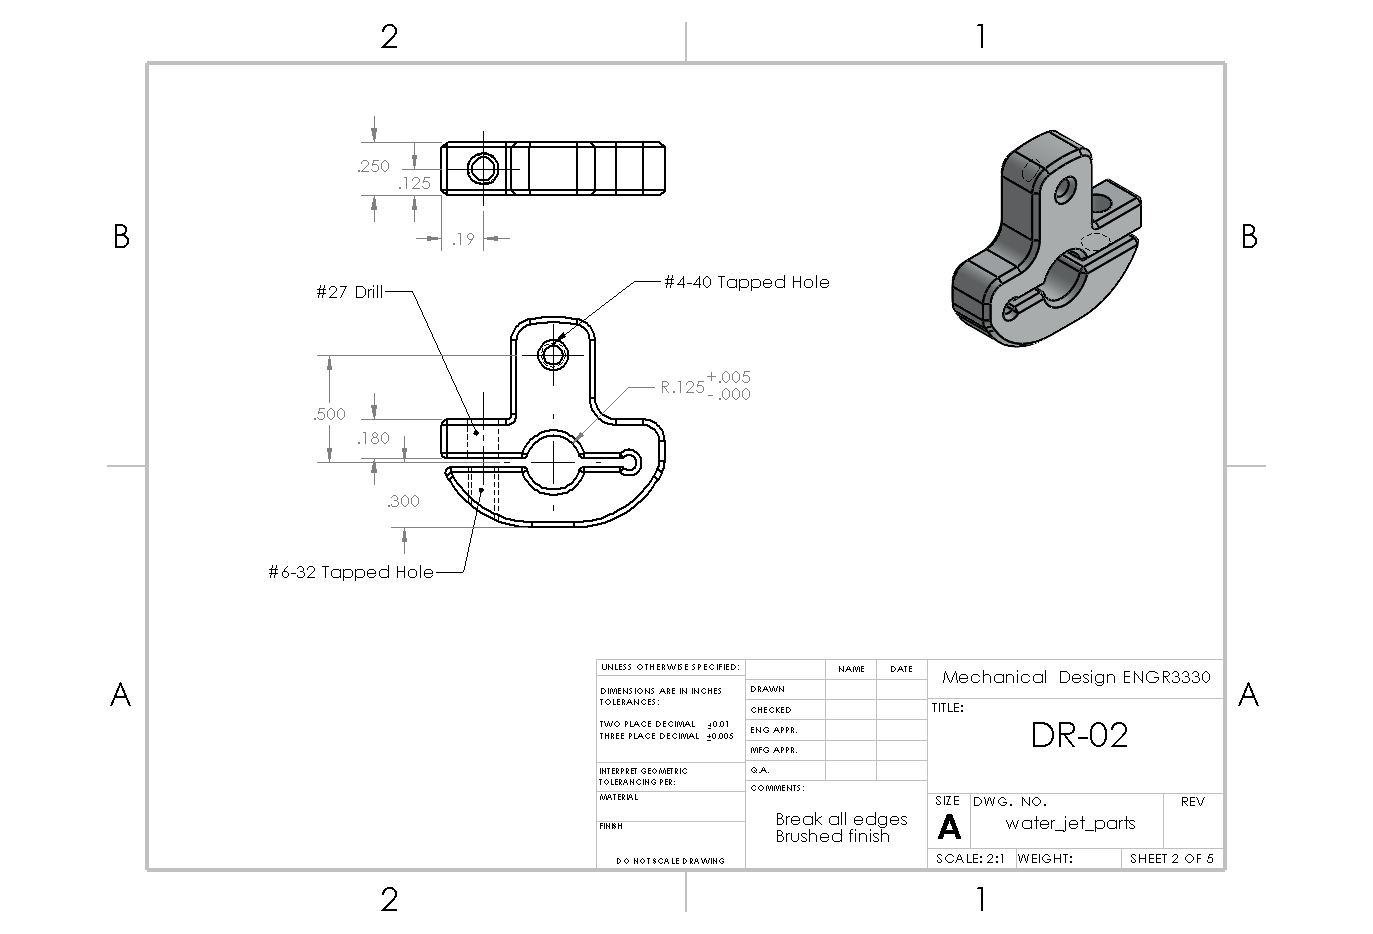 2
1
B
B
.250
.125
.19
#27 Drill
#4-40 Tapped Hole
R.125 +.005
- .000
.500
.180
.300
#6-32 Tapped Hole
A
A
UNLESS OTHERWISE SPECIFIED:
DIMENSIONS ARE IN INCHES
TOLERANCES:
TWO PLACE DECIMAL ±0.01
THREE PLACE DECIMAL ±0.005
INTERPRET GEOMETRIC
TOLERANCING PER:
MATERIAL
FINISH
DO NOT SCALE DRAWING
NAME DATE
DRAWN
CHECKED
ENG APPR.
MFG APPR.
Q.A.
COMMENTS:
Break all edges
Brushed finish
Mechanical Design ENGR3330
TITLE:
DR-02
SIZE DWG. NO. REV
A water_jet_parts
SCALE: 2:1 WEIGHT: SHEET 2 OF 5
2
1